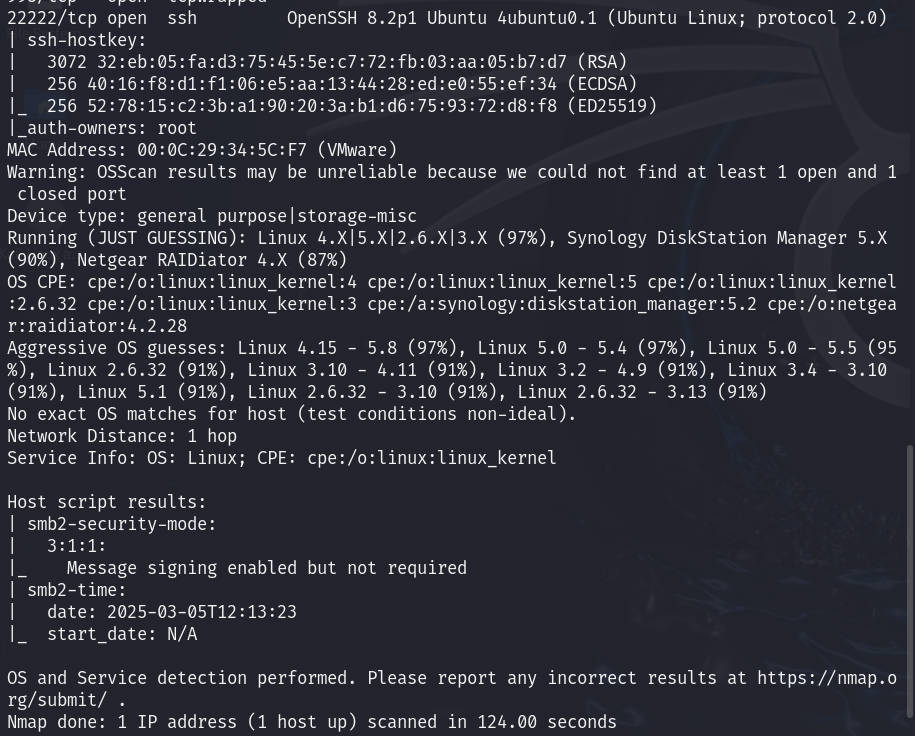 993/tcp   open   tcpwrapped
22222/tcp open  ssh         OpenSSH 8.2p1 Ubuntu 4ubuntu0.1 (Ubuntu Linux; protocol 2.0)
| ssh-hostkey:
|   3072 32:eb:05:fa:d3:75:45:5e:c7:72:fb:03:aa:05:b7:d7 (RSA)
|   256 40:16:f8:d1:f1:06:e5:aa:13:44:28:ed:e0:55:ef:34 (ECDSA)
|_  256 52:78:15:c2:3b:a1:90:20:3a:b1:d6:75:93:72:d8:f8 (ED25519)
|_auth-owners: root
MAC Address: 00:0C:29:34:5C:F7 (VMware)
Warning: OSScan results may be unreliable because we could not find at least 1 open and 1
 closed port
Device type: general purpose|storage-misc
Running (JUST GUESSING): Linux 4.X|5.X|2.6.X|3.X (97%), Synology DiskStation Manager 5.X
(90%), Netgear RAIDiator 4.X (87%)
OS CPE: cpe:/o:linux:linux_kernel:4 cpe:/o:linux:linux_kernel:5 cpe:/o:linux:linux_kernel
:2.6.32 cpe:/o:linux:linux_kernel:3 cpe:/a:synology:diskstation_manager:5.2 cpe:/o:netgea
r:raidiator:4.2.28
Aggressive OS guesses: Linux 4.15 - 5.8 (97%), Linux 5.0 - 5.4 (97%), Linux 5.0 - 5.5 (95
%), Linux 2.6.32 (91%), Linux 3.10 - 4.11 (91%), Linux 3.2 - 4.9 (91%), Linux 3.4 - 3.10
(91%), Linux 5.1 (91%), Linux 2.6.32 - 3.10 (91%), Linux 2.6.32 - 3.13 (91%)
No exact OS matches for host (test conditions non-ideal).
Network Distance: 1 hop
Service Info: OS: Linux; CPE: cpe:/o:linux:linux_kernel
Host script results:
| smb2-security-mode:
|   3:1:1:
|_    Message signing enabled but not required
| smb2-time:
|   date: 2025-03-05T12:13:23
|_  start_date: N/A
OS and Service detection performed. Please report any incorrect results at https://nmap.o
rg/submit/ .
Nmap done: 1 IP address (1 host up) scanned in 124.00 seconds